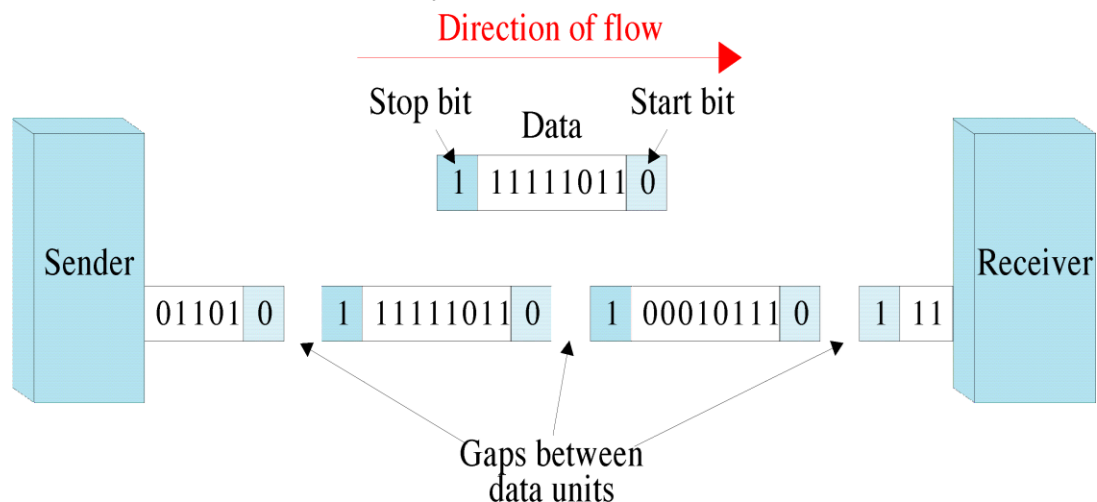 Direction of flow
Stop bit
Data
Start bit
1 11111011 0
Sender
Receiver
01101 0
1 11111011 0
1 00010111 0
1 11
Gaps between
data units